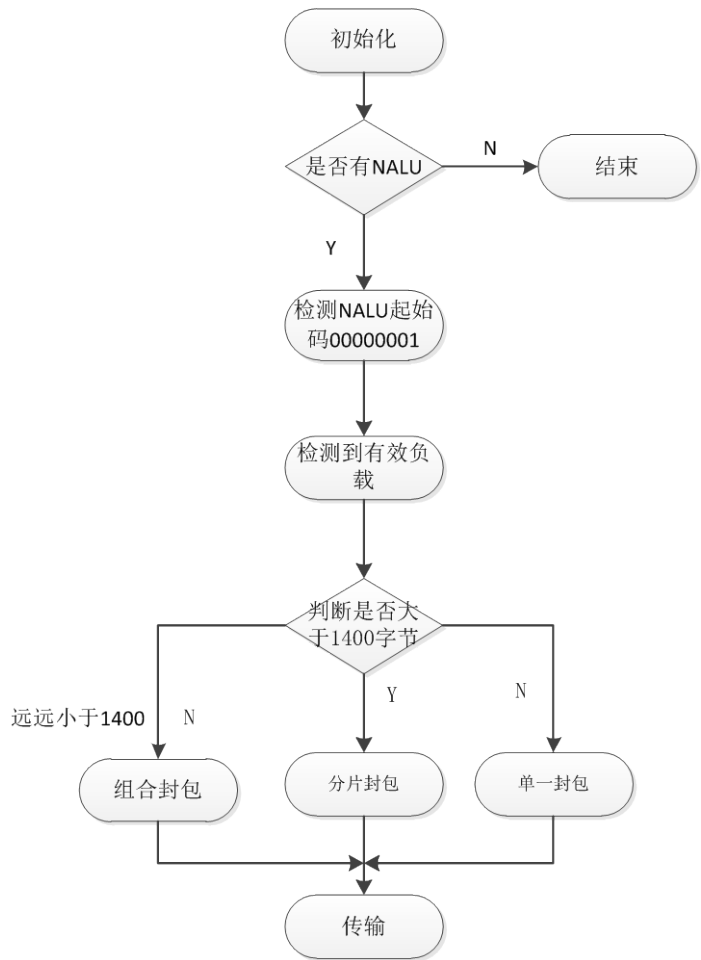 初始化
是否有NALU
N
结束
Y
检测NALU起始
码00000001
检测到有效负
载
判断是否大
于1400字节
远远小于1400
N
Y
N
组合封包
分片封包
单一封包
传输